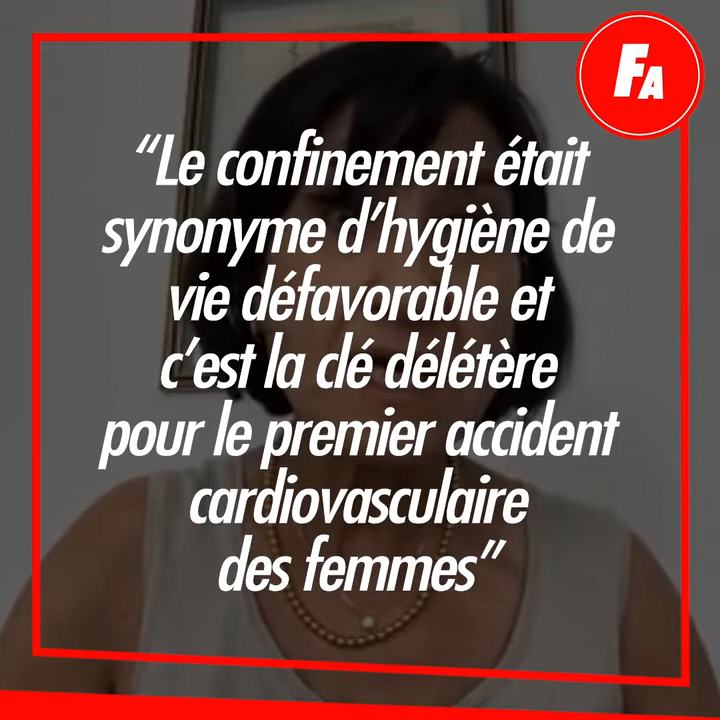 FA
“Le confinement était
synonyme d’hygiène de
vie défavorable et
c’est la clé délétère
pour le premier accident
cardiovasculaire
des femmes”